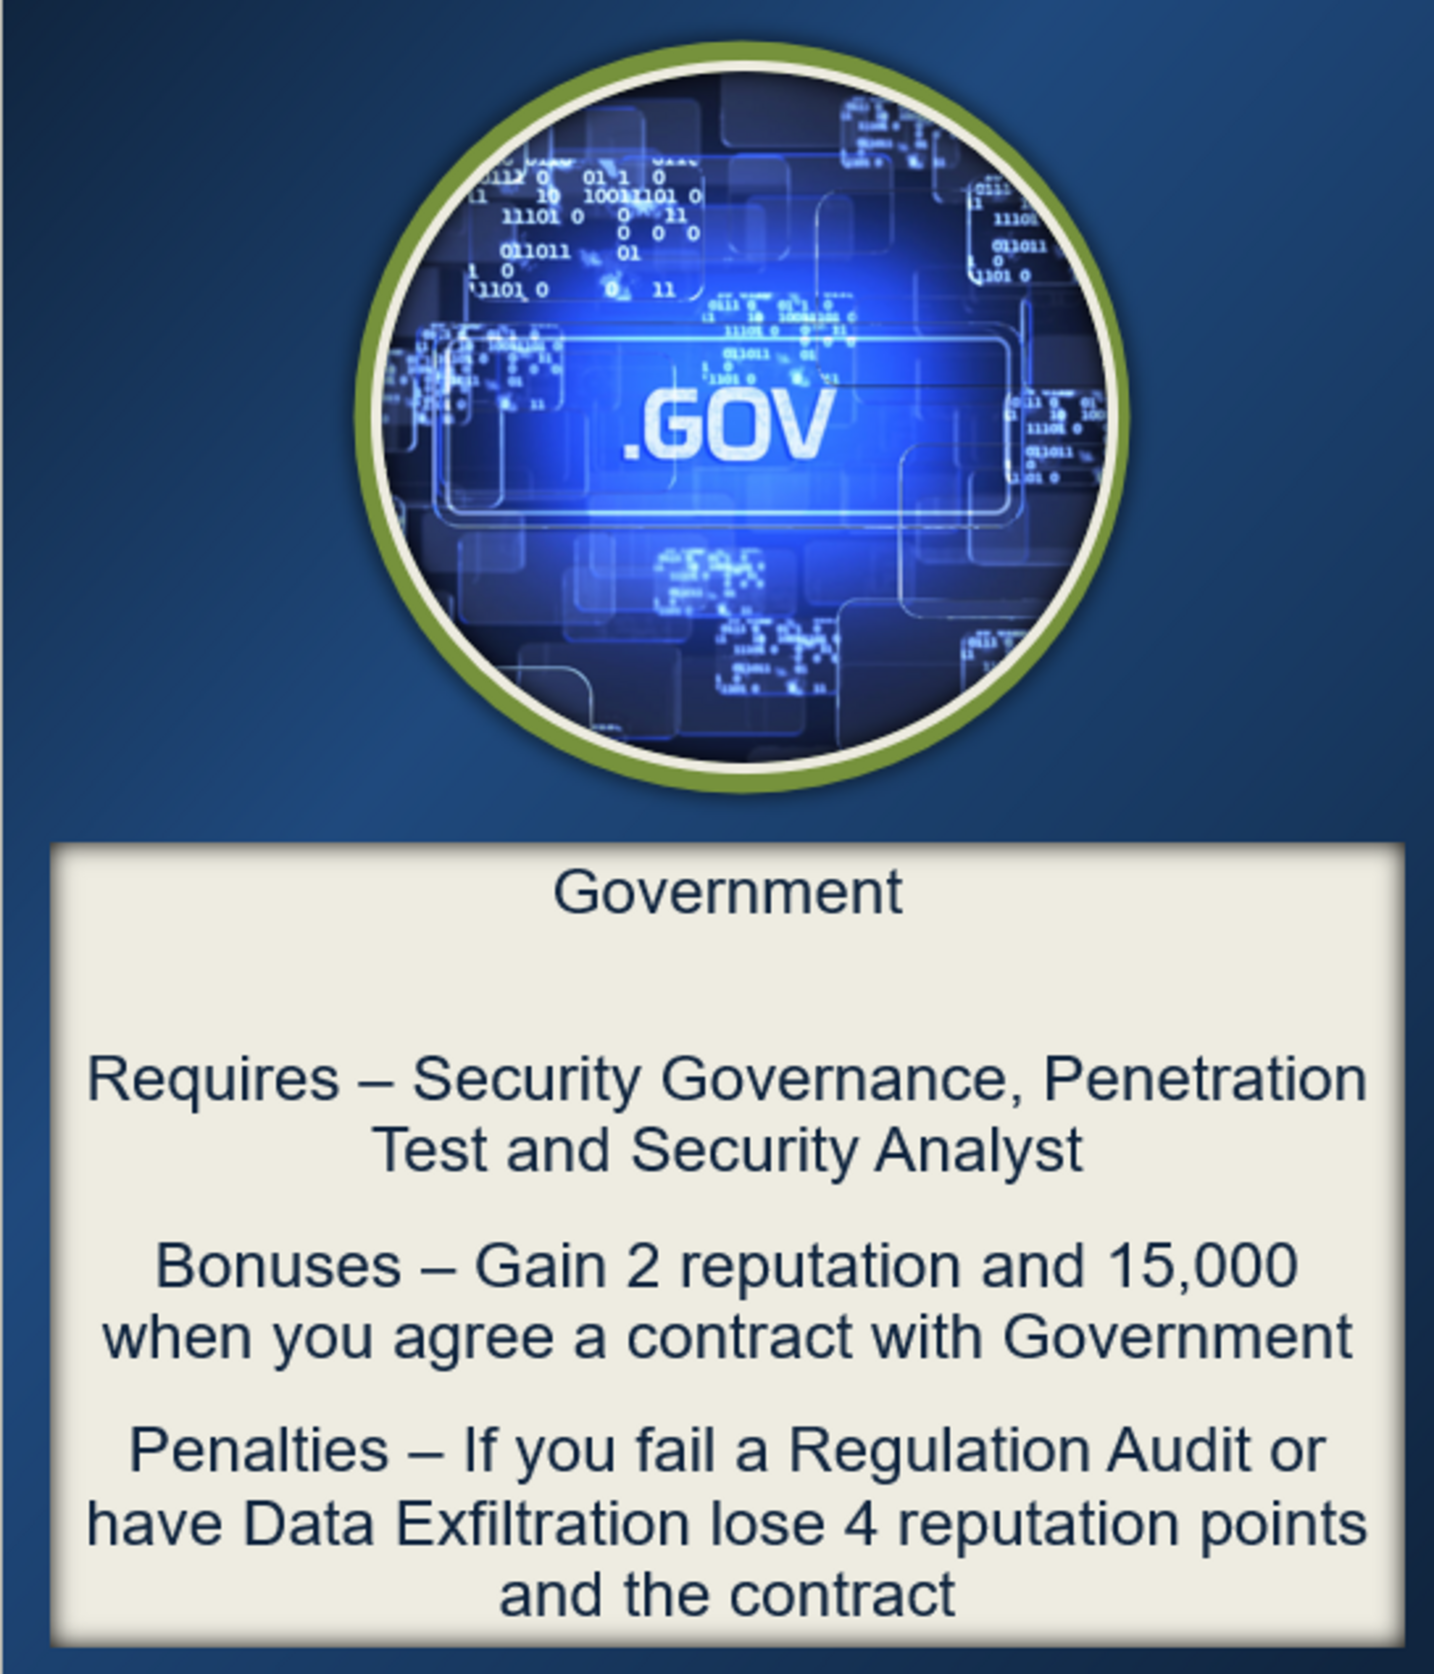 .GOV
Government
Requires – Security Governance, Penetration
Test and Security Analyst
Bonuses – Gain 2 reputation and 15,000
when you agree a contract with Government
Penalties – If you fail a Regulation Audit or
have Data Exfiltration lose 4 reputation points
and the contract